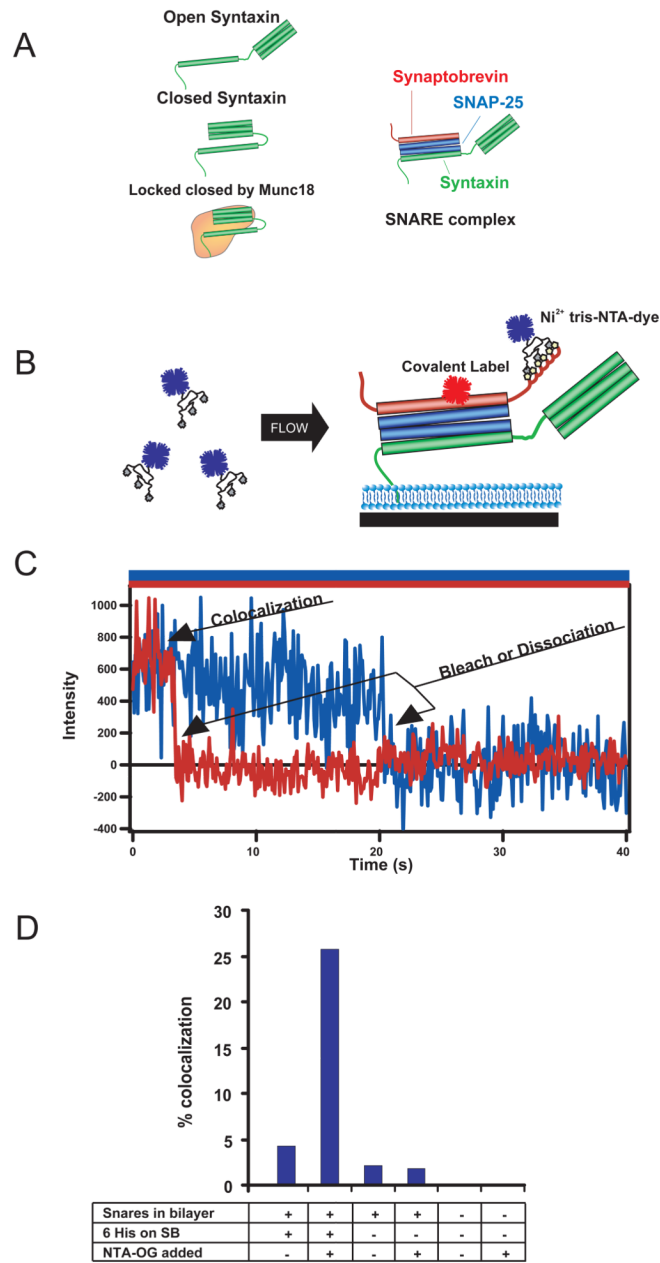 A
Open Syntaxin
Closed Syntaxin
Locked closed by Munc18
Synaptobrevin
SNAP-25
Syntaxin
SNARE complex
B
FLOW
Covalent Label
Ni2+ tris-NTA-dye
C
Intensity
1000
800
600
400
200
0
-200
-400
Colocalization
Bleach or Dissociation
0
10
20
30
40
Time (s)
D
% colocalization
30
25
20
15
10
5
0
Snares in bilayer + + + + - -
6 His on SB + + - - - -
NTA-OG added - + - + - +